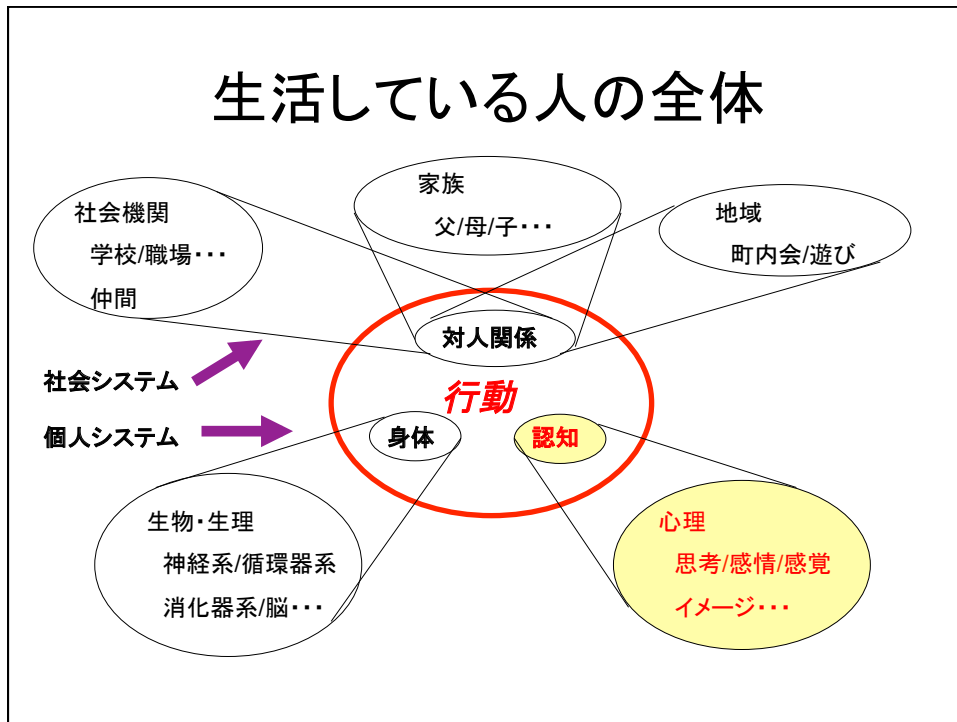 生活している人の全体
家族
父/母/子・・・
社会機関
学校/職場・・・
仲間
地域
町内会/遊び
対人関係
社会システム
行動
個人システム
身体
認知
生物・生理
神経系/循環器系
消化器系/脳・・・
心理
思考/感情/感覚
イメージ・・・